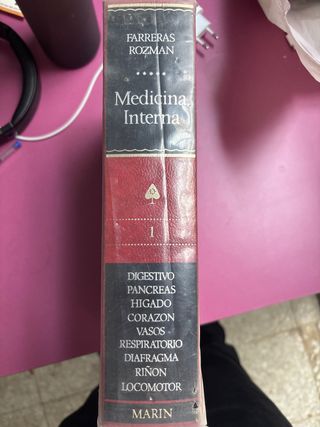 FARRERAS
ROZMAN
Medicina
Interna
1
DIGESTIVO
PANCREAS
HIGADO
CORAZON
VASOS
RESPIRATORIO
DIAFRAGMA
RIÑON
LOCOMOTOR
MARIN